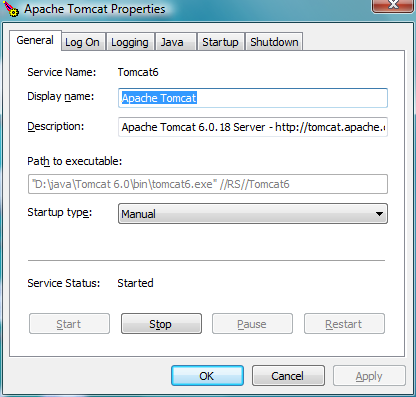 Apache Tomcat Properties
General Log On Logging Java Startup Shutdown
Service Name: Tomcat6
Display name: Apache Tomcat
Description: Apache Tomcat 6.0.18 Server - http://tomcat.apache.
Path to executable:
"D:\java\Tomcat 6.0\bin\tomcat6.exe" //RS//Tomcat6
Startup type: Manual
Service Status: Started
Start Stop Pause Restart
OK Cancel Apply